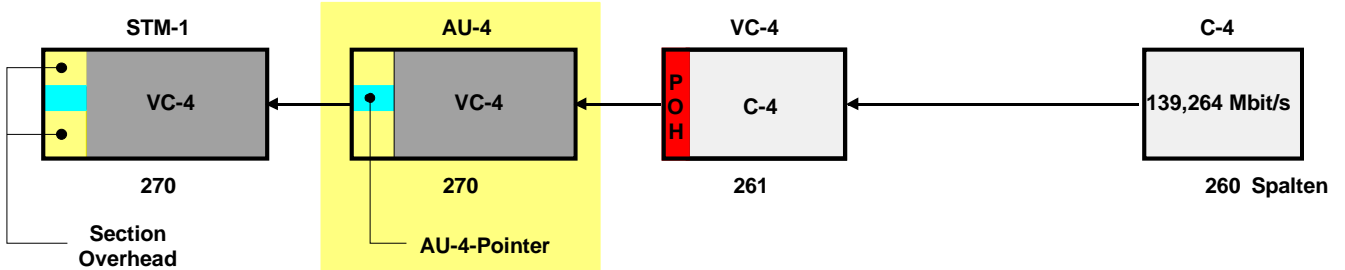 STM-1
AU-4
VC-4
C-4
VC-4
VC-4
P
O
H
C-4
139,264 Mbit/s
270
270
261
260 Spalten
Section
Overhead
AU-4-Pointer